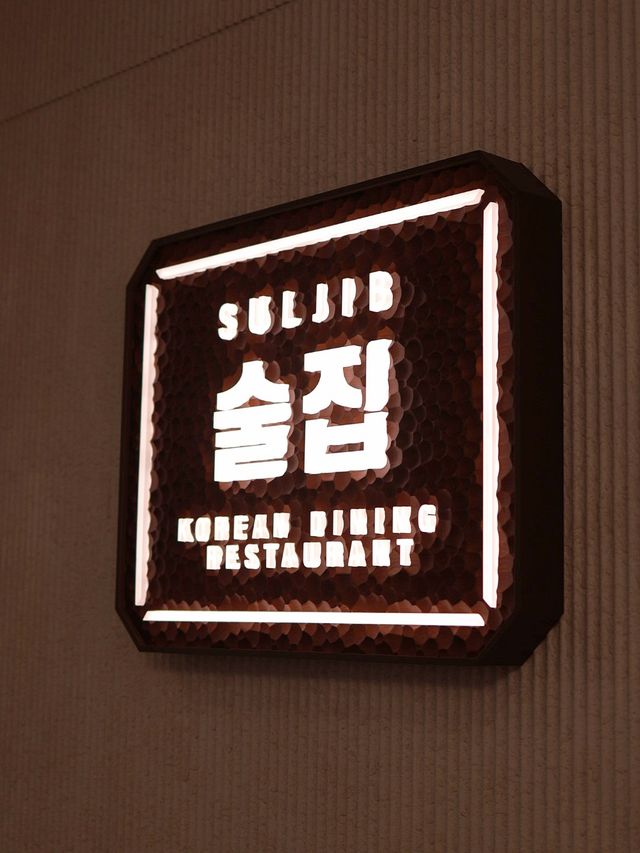 SULJIB
술집
KOREAN DINING
RESTAURANT